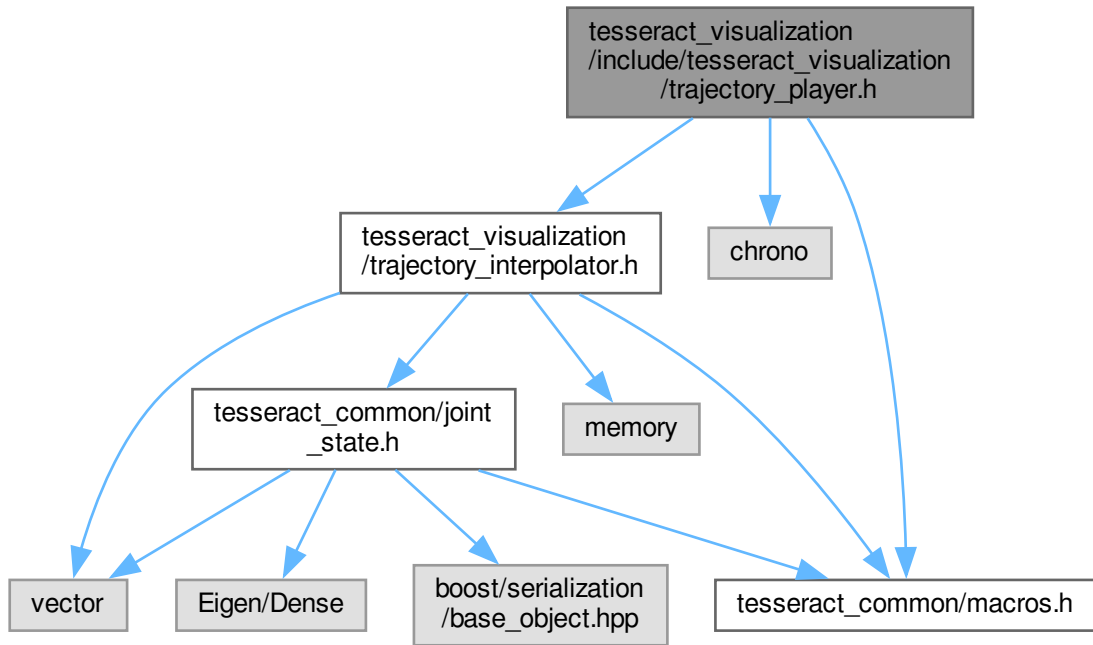 tesseract_visualization
/include/tesseract_visualization
/trajectory_player.h
tesseract_visualization
/trajectory_interpolator.h
chrono
tesseract_common/joint
_state.h
memory
vector
Eigen/Dense
boost/serialization
/base_object.hpp
tesseract_common/macros.h